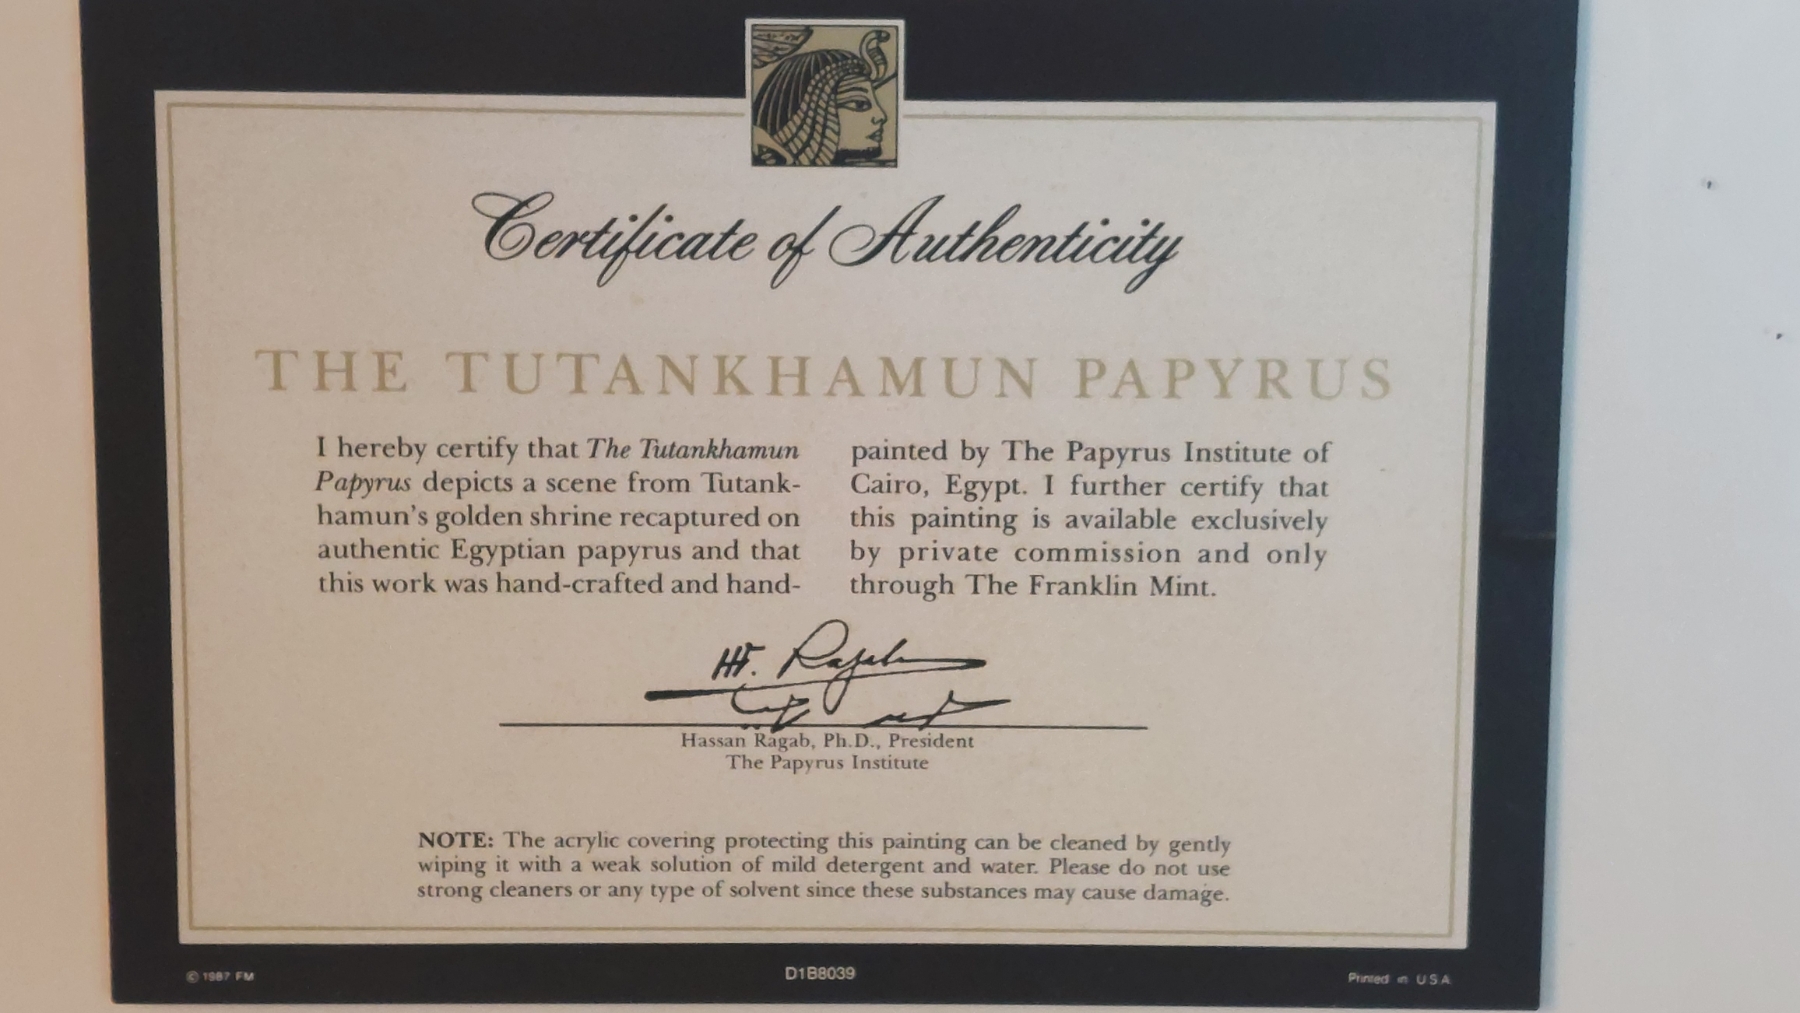 Certificate of Authenticity
THE TUTANKHAMUN PAPYRUS
I hereby certify that The Tutankhamun
Papyrus depicts a scene from Tutank-
hamun's golden shrine recaptured on
authentic Egyptian papyrus and that
this work was hand-crafted and hand-
painted by The Papyrus Institute of
Cairo, Egypt. I further certify that
this painting is available exclusively
by private commission and only
through The Franklin Mint.
Hassan Ragab, Ph.D., President
The Papyrus Institute
NOTE: The acrylic covering protecting this painting can be cleaned by gently
wiping it with a weak solution of mild detergent and water. Please do not use
strong cleaners or any type of solvent since these substances may cause damage.
© 1987 FM
D1B8039
Printed in U S A